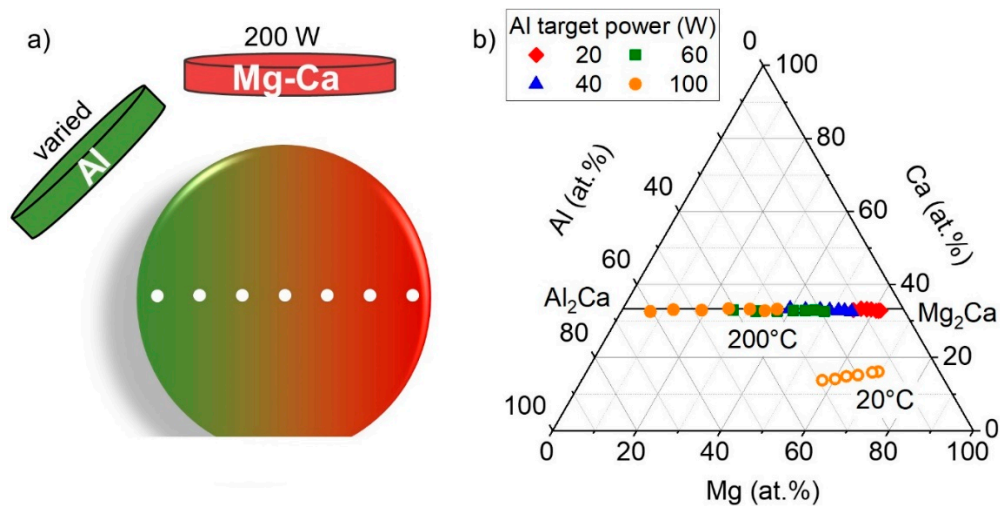 a)
200 W
Mg-Ca
varied
Al
b)
Al target power (W)
20
60
40
100
0
100
80
40
Al (at.%)
Ca (at.%)
60
60
40
Al₂Ca
Mg₂Ca
80
200°C
20
20°C
100
0
0
20
40
60
80
100
Mg (at.%)